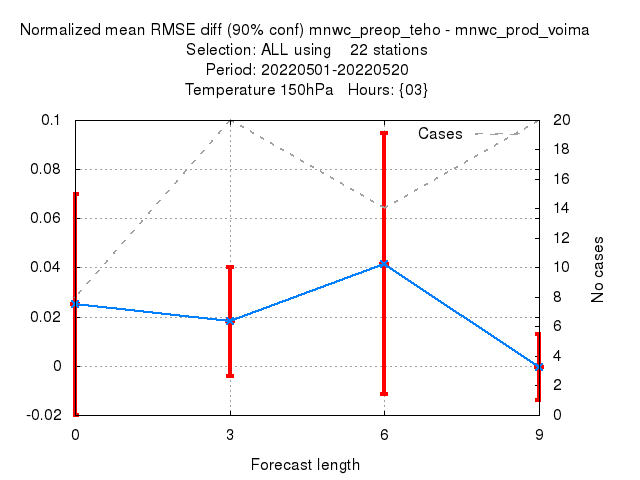 Normalized mean RMSE diff (90% conf) mnwc_preop_teho - mnwc_prod_voima
Selection: ALL using    22 stations
Period: 20220501-20220520
Temperature 150hPa   Hours: {03}
0.1
0.08
0.06
0.04
0.02
0
-0.02
Cases
20
18
16
14
12
10
8
6
4
2
0
No cases
0 3 6 9
Forecast length